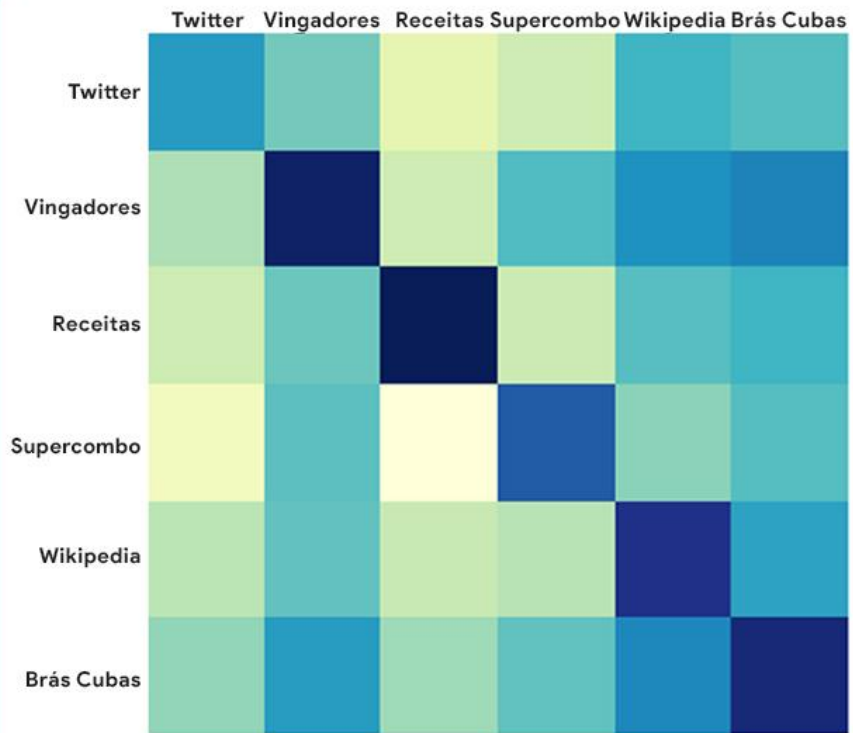 Twitter Vingadores Receitas Supercombo Wikipedia Brás Cubas
Twitter
Vingadores
Receitas
Supercombo
Wikipedia
Brás Cubas